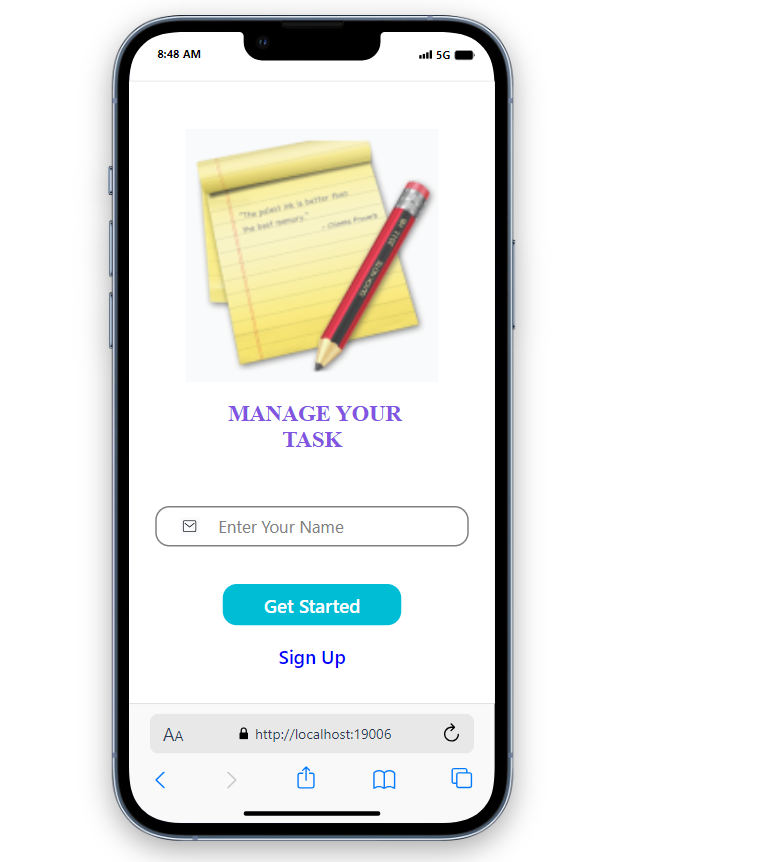 8:48 AM
5G
"The palest ink is better than
the best memory."
- Chinese Proverb
MANAGE YOUR
TASK
Enter Your Name
Get Started
Sign Up
AA
http://localhost:19006